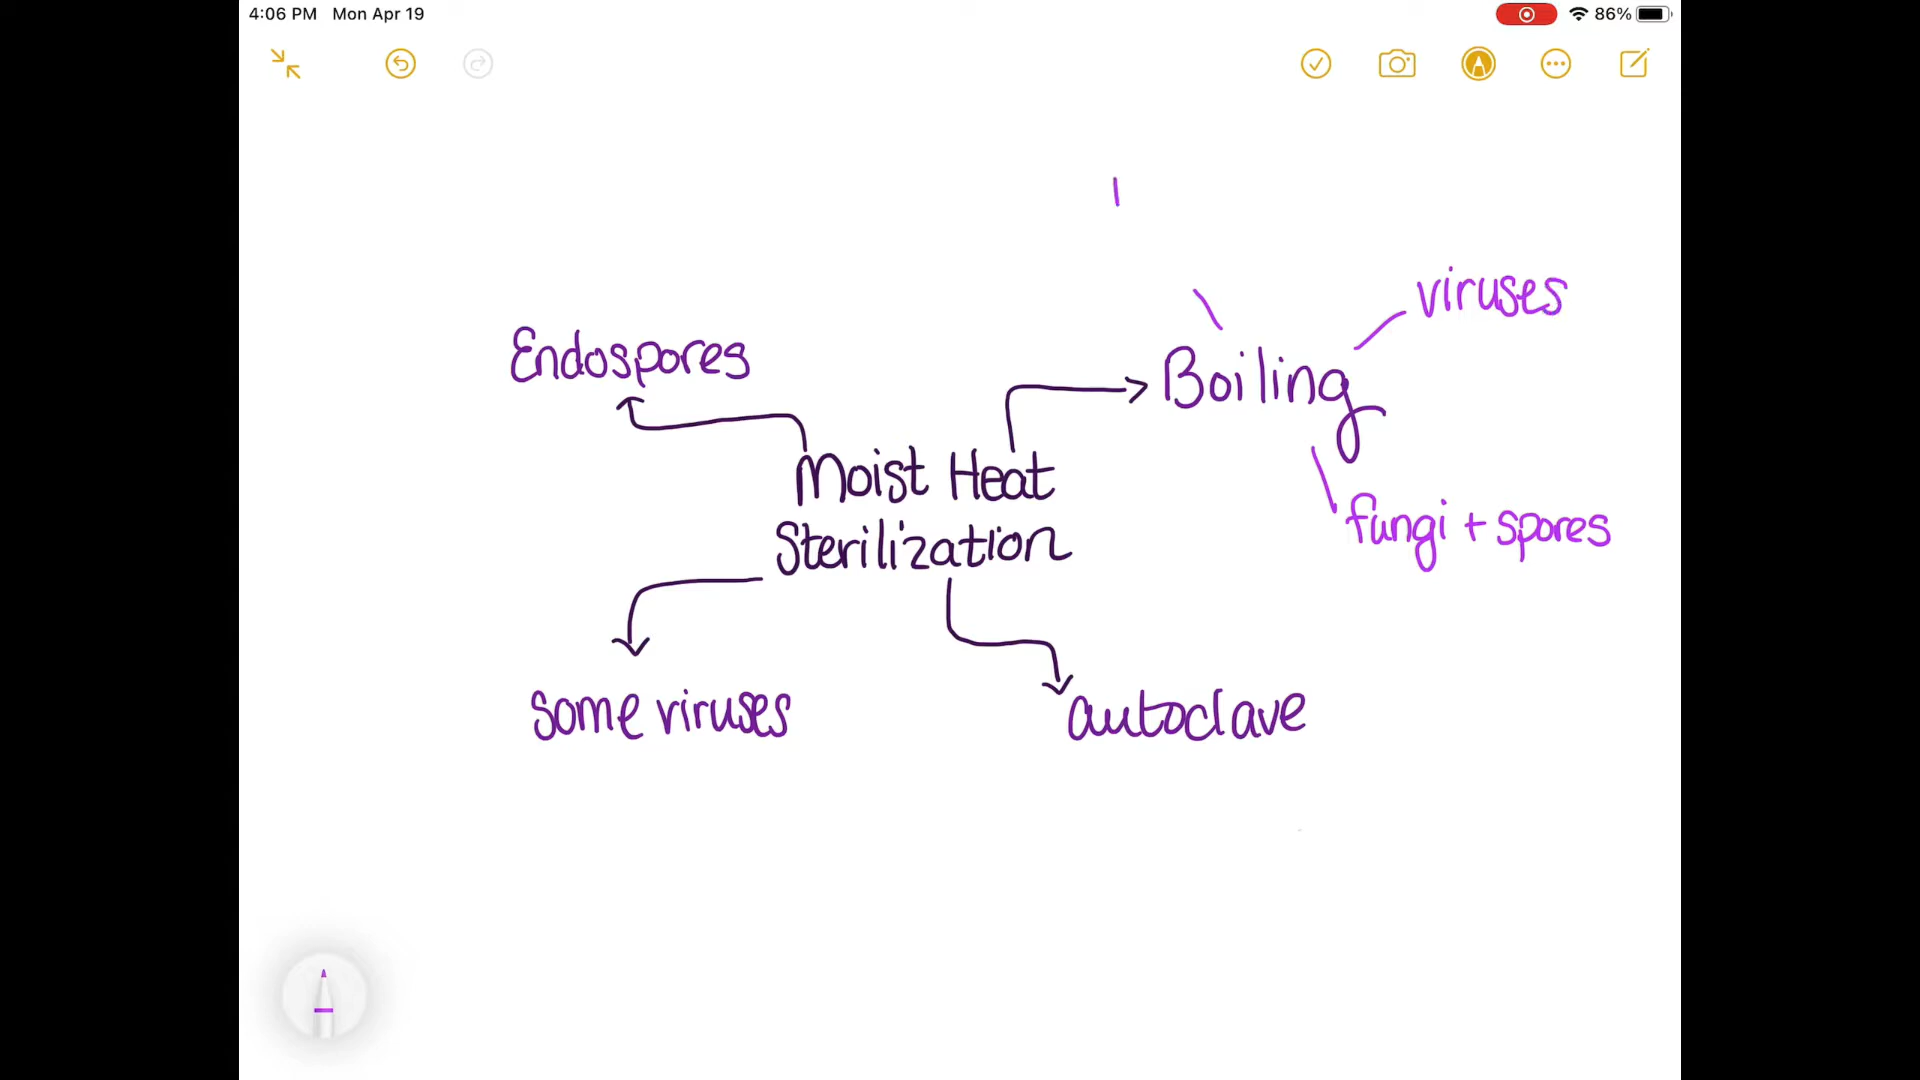 4:06 PM Mon Apr 19
86%
viruses
Endospores
Boiling
Moist Heat
Sterilization
fungi + spores
some viruses
autoclave